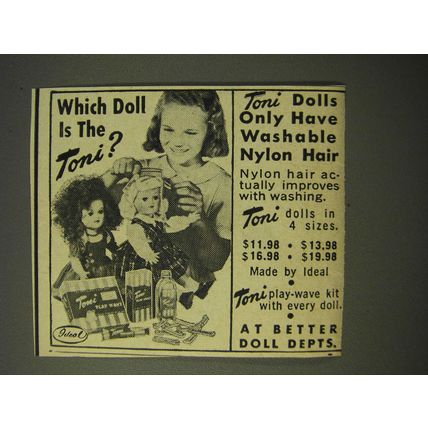 Which Doll
Is The
Toni?
Toni
PLAY WAVE
Toni
Ideal
Toni Dolls
Only Have
Washable
Nylon Hair
Nylon hair ac-
tually improves
with washing.
Toni dolls in
4 sizes.
$11.98 • $13.98
$16.98 • $19.98
Made by Ideal
•
Toni play-wave kit
with every doll.
•
AT BETTER
DOLL DEPTS.